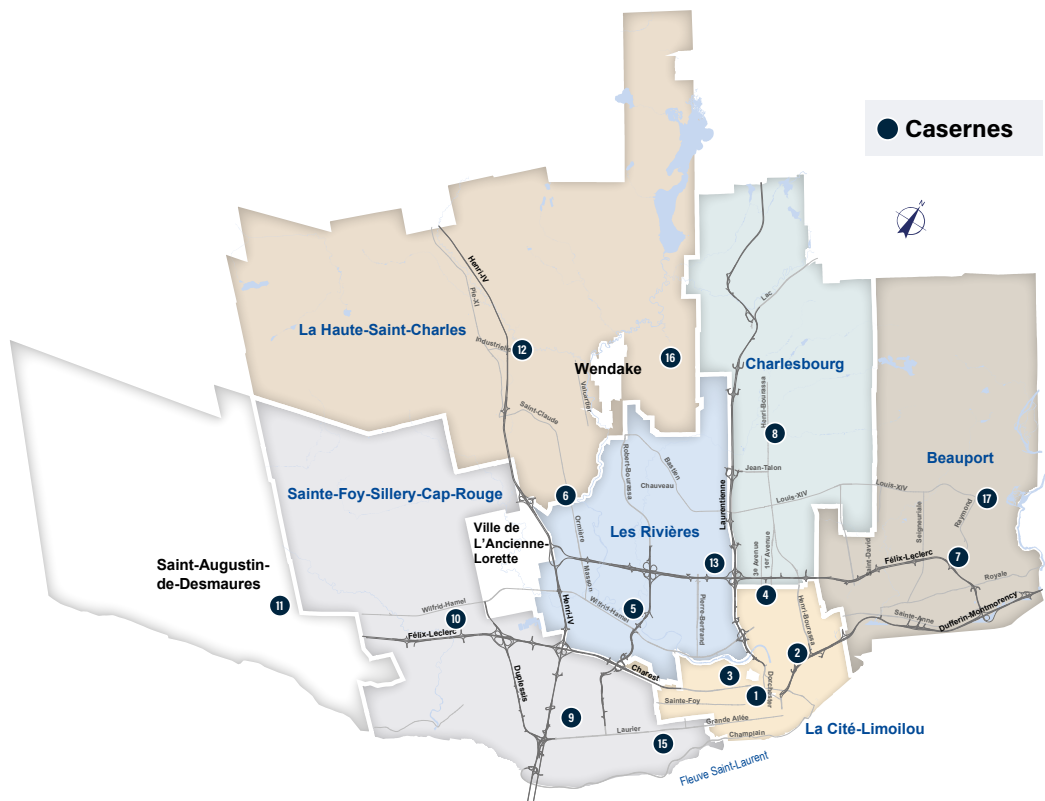 Casernes
N
Henri-IV
Pie-XI
Lac
La Haute-Saint-Charles
Industrielle
12
Wendake
16
Charlesbourg
Valcartier
Saint-Claude
Henri-Bourassa
8
Robert-Bourassa
Bastien
Beauport
Jean-Talon
Chauveau
Louis-XIV
Sainte-Foy-Sillery-Cap-Rouge
6
Louis-XIV
17
Laurentienne
Seigneuriale
Raymond
Ormière
Ville de
L'Ancienne-
Lorette
Les Rivières
3e Avenue
1er Avenue
Saint-David
Saint-Augustin-
de-Desmaures
13
Félix-Leclerc
7
Masson
Royale
11
Wilfrid-Hamel
Henri-IV
Wilfrid-Hamel
5
Pierre-Bertrand
4
Henri-Bourassa
Sainte-Anne
Dufferin-Montmorency
10
Félix-Leclerc
2
Duplessis
Charest
3
Dorchester
1
Sainte-Foy
9
Laurier
Grande Allée
La Cité-Limoilou
15
Champlain
Fleuve Saint-Laurent